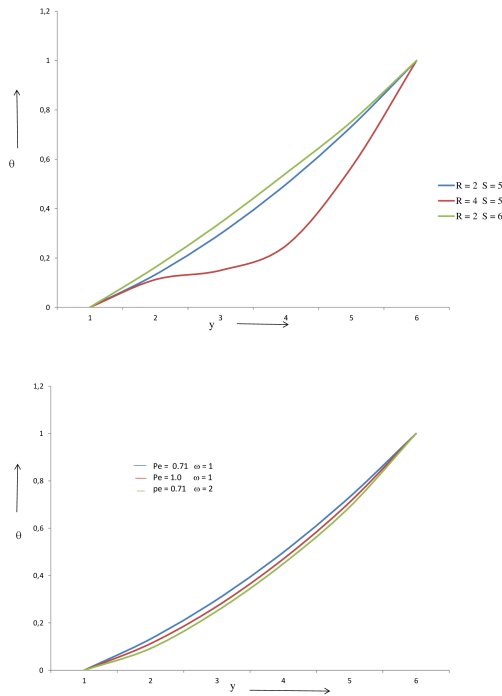 1,2
1
0,8
θ
0,6
0,4
0,2
0
1 2 3 4 5 6
y
R = 2 S = 5
R = 4 S = 5
R = 2 S = 6
1,2
1
0,8
θ
0,6
0,4
0,2
0
Pe = 0.71 ω = 1
Pe = 1.0 ω = 1
pe = 0.71 ω = 2
1 2 3 4 5 6
y